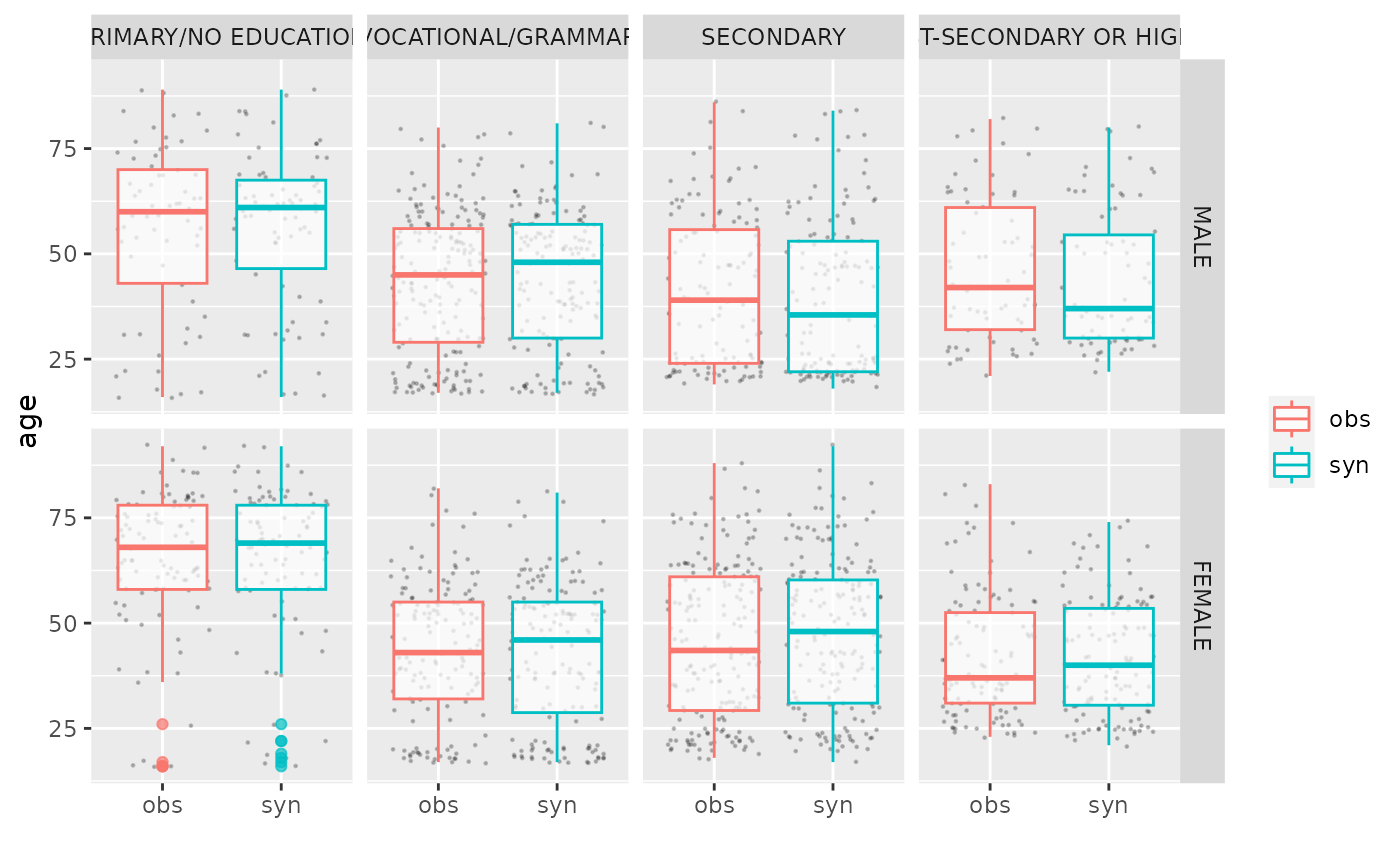 RIMARY/NO EDUCATIO
VOCATIONAL/GRAMMAR
SECONDARY
T-SECONDARY OR HIG
75
50
25
MALE
age
obs
syn
75
50
25
FEMALE
obs syn obs syn obs syn obs syn